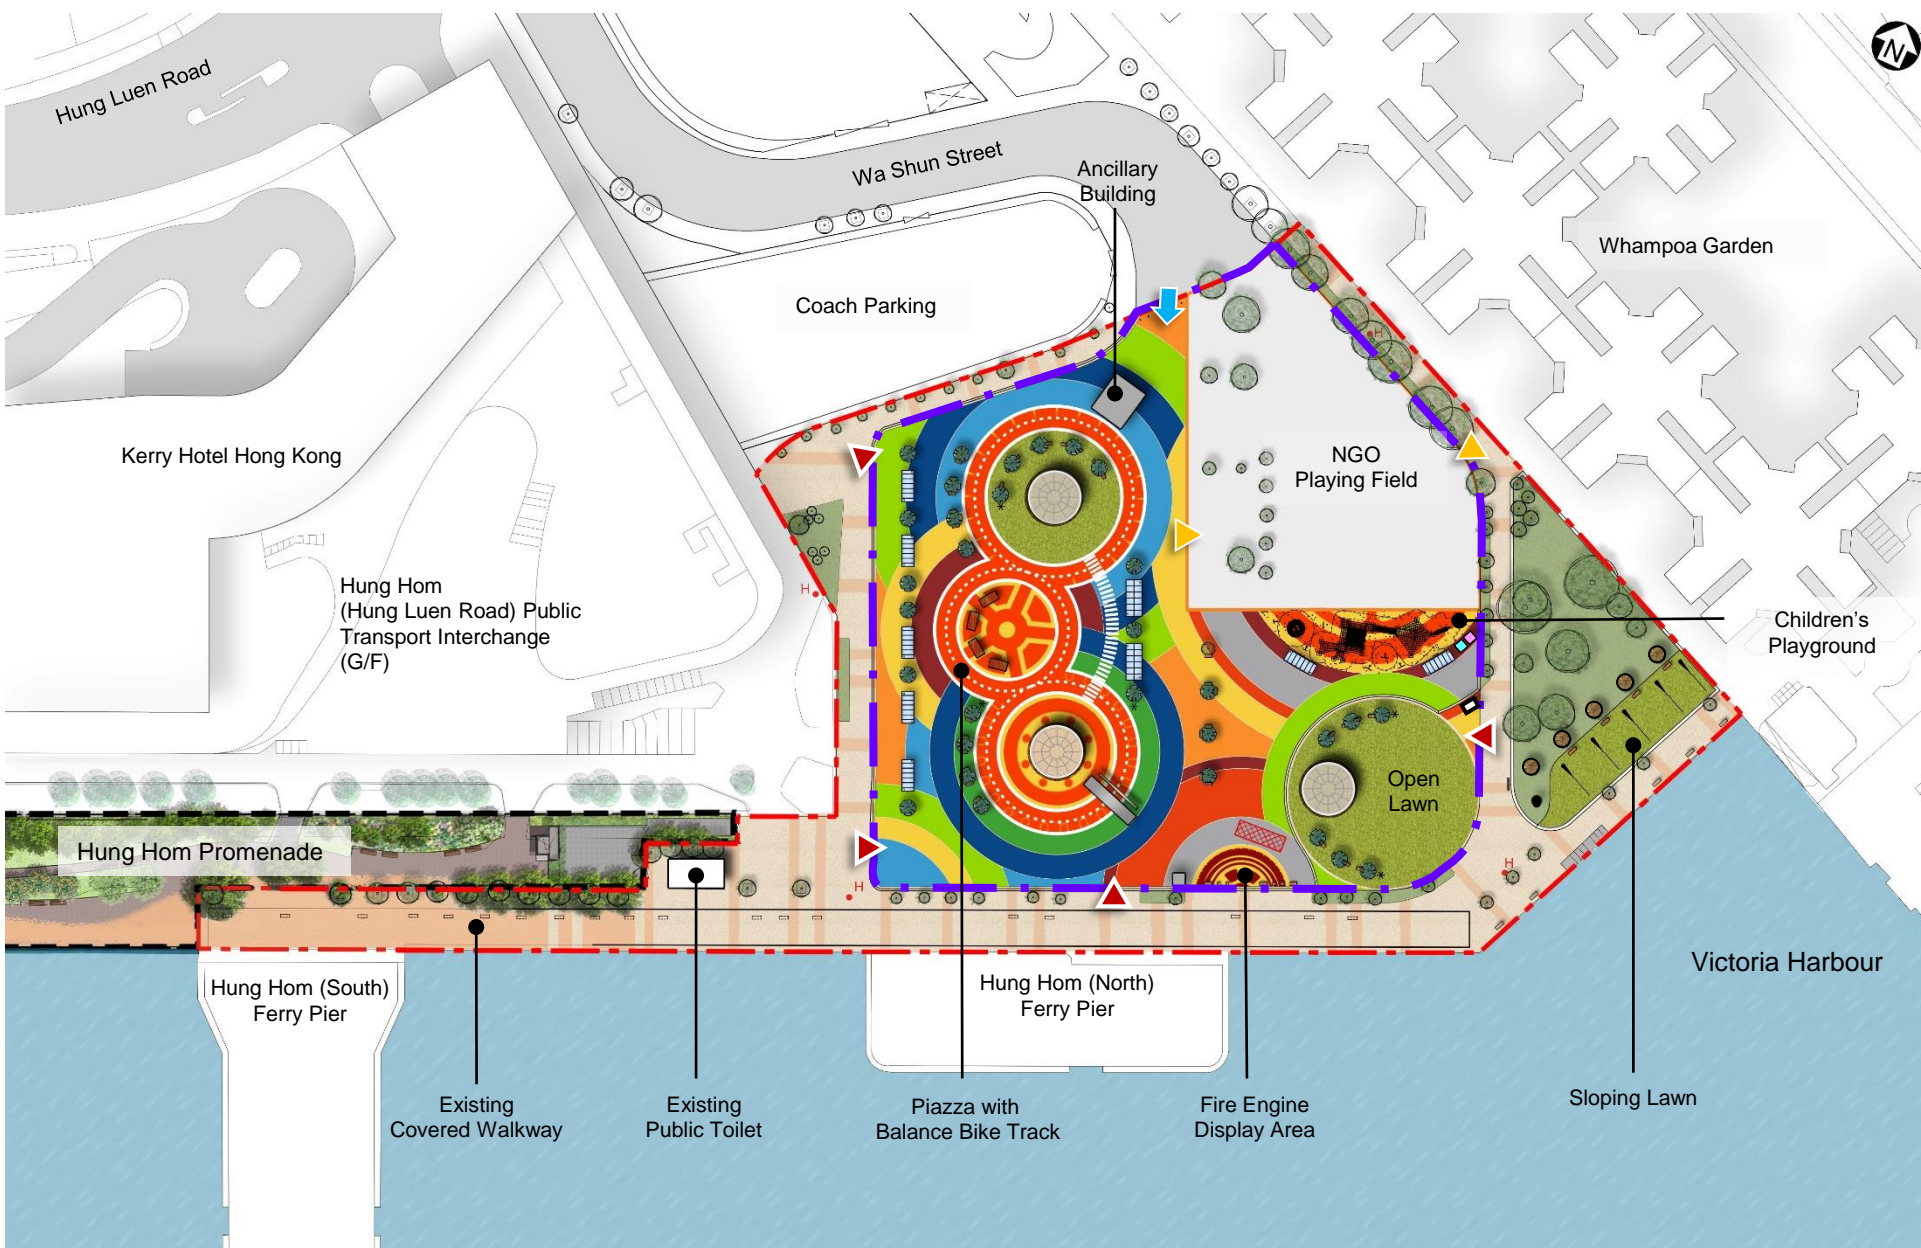 N
Hung Luen Road
Wa Shun Street
Ancillary
Building
Whampoa Garden
Coach Parking
Kerry Hotel Hong Kong
NGO
Playing Field
H
Hung Hom
(Hung Luen Road) Public
Transport Interchange
(G/F)
H
Children's
Playground
Open
Lawn
Hung Hom Promenade
H
H
Victoria Harbour
Hung Hom (South)
Ferry Pier
Hung Hom (North)
Ferry Pier
Existing
Covered Walkway
Existing
Public Toilet
Piazza with
Balance Bike Track
Fire Engine
Display Area
Sloping Lawn